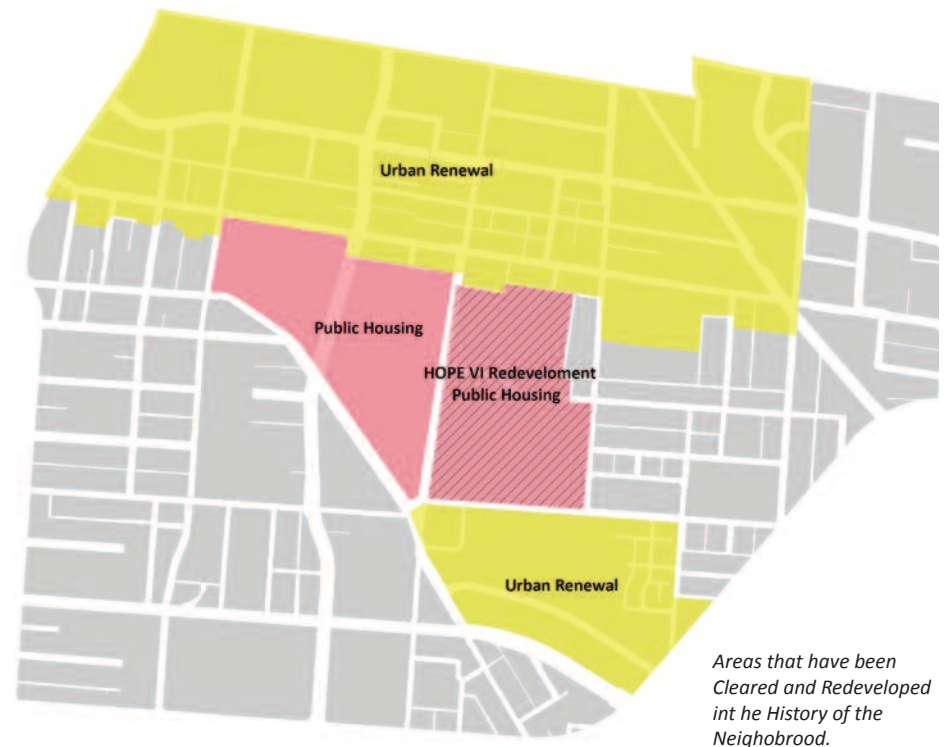 Urban Renewal
Public Housing
HOPE VI Redeveloment
Public Housing
Urban Renewal
Areas that have been
Cleared and Redeveloped
int he History of the
Neighobrood.